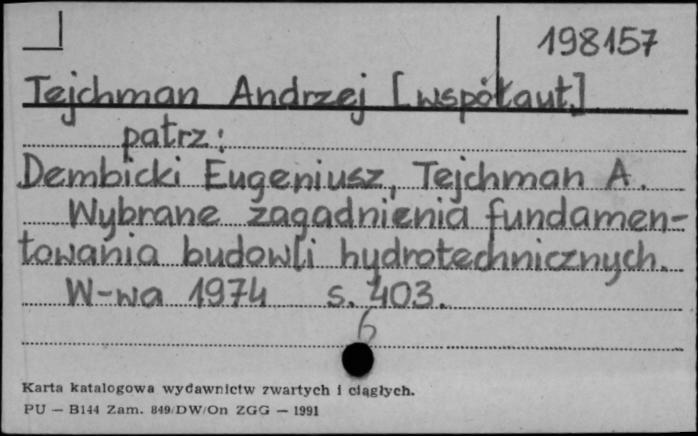 198157
Tejchman Andrzej [współaut.]
patrz:
Dembicki Eugeniusz, Tejchman A.
Wybrane zagadnienia fundamen-
towania budowli hydrotechnicznych.
W-wa 1974 s. 403.
6
Karta katalogowa wydawnictw zwartych i ciągłych.
PU — B144 Zam. 849/DW/On ZGG — 1991